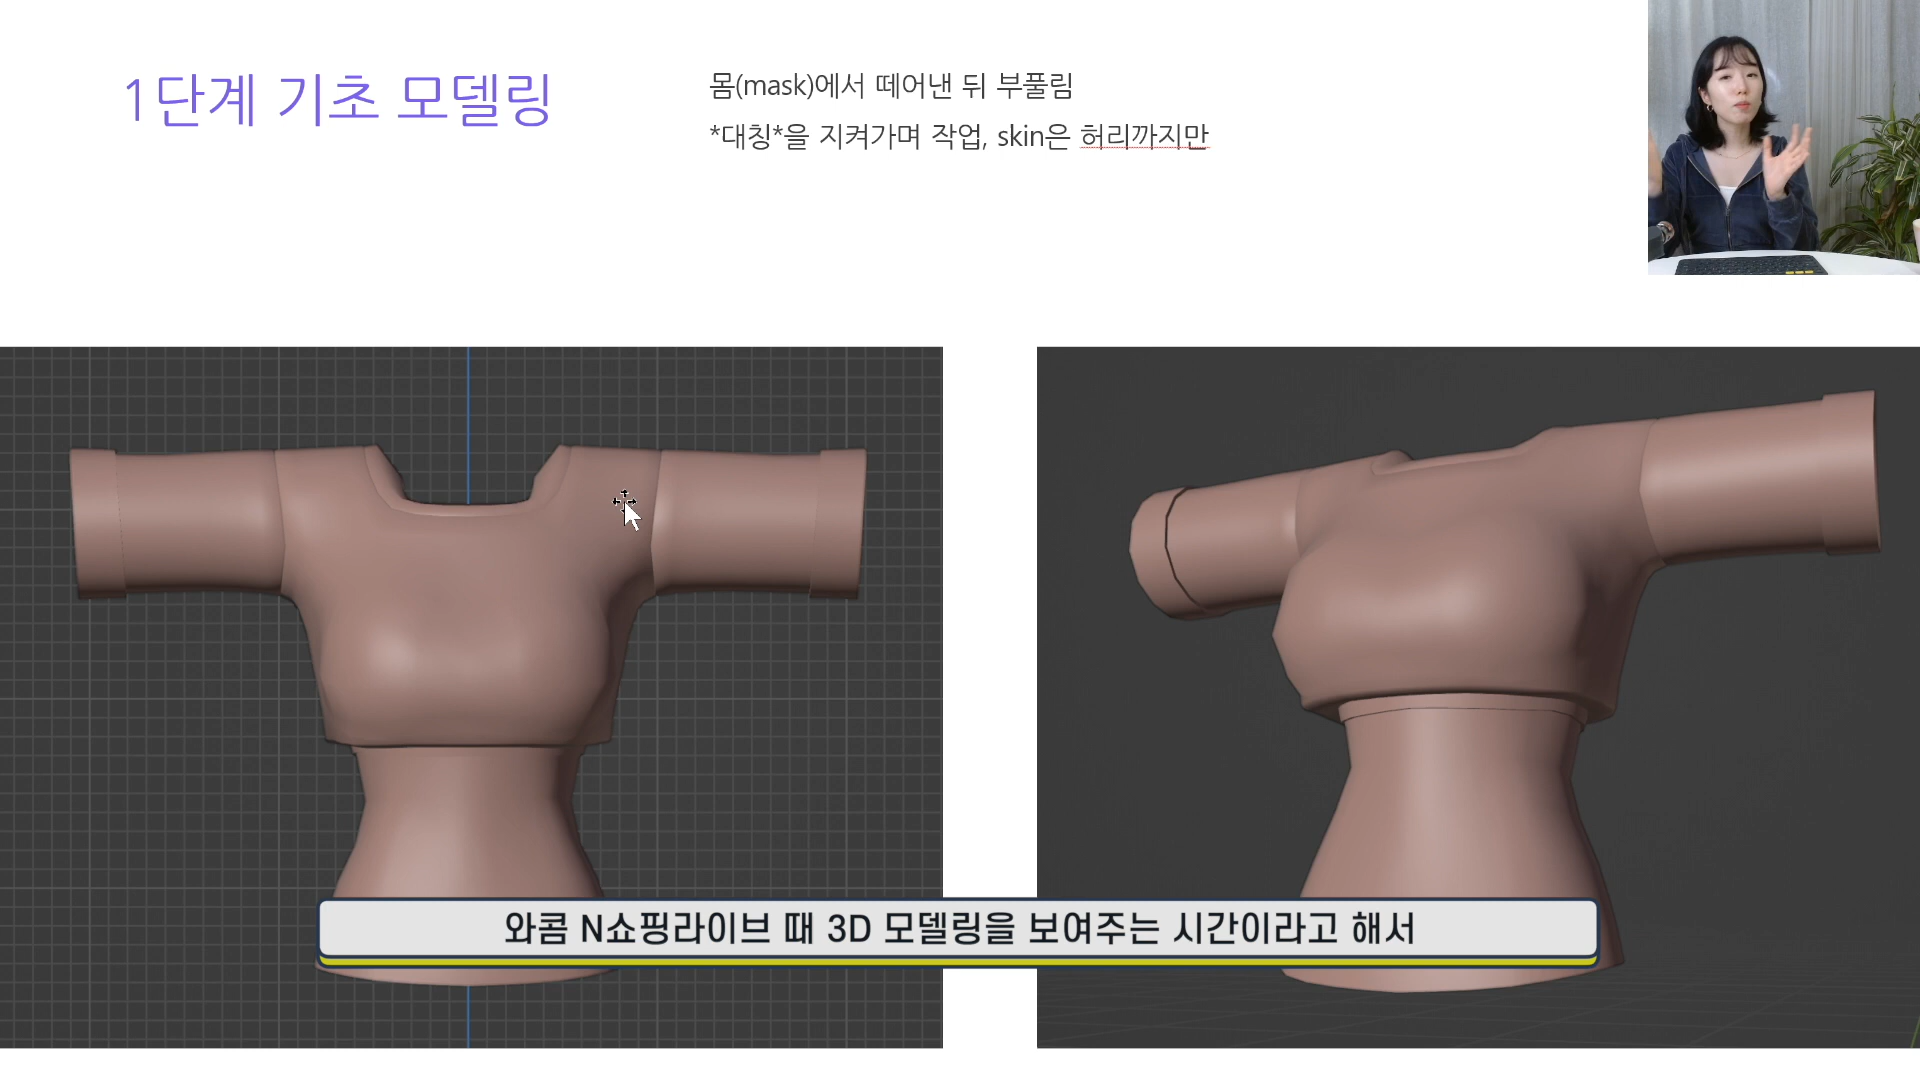 1단계 기초 모델링
몸(mask)에서 떼어낸 뒤 부풀림
*대칭*을 지켜가며 작업, skin은 허리까지만
와콤 N쇼핑라이브 때 3D 모델링을 보여주는 시간이라고 해서